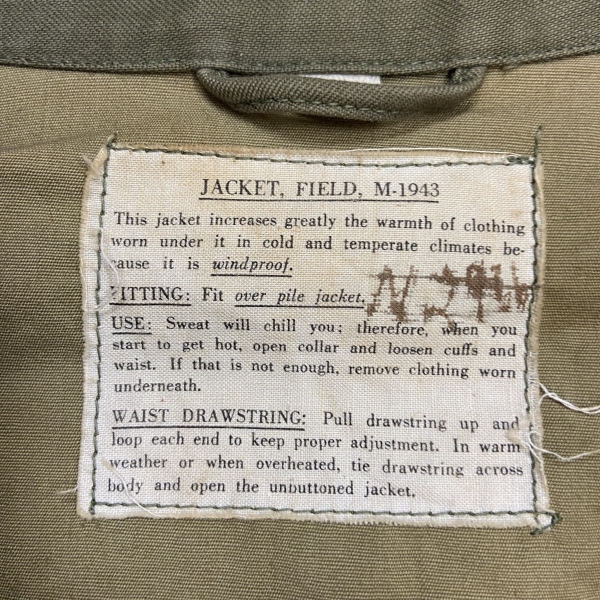 JACKET, FIELD, M-1943
This jacket increases greatly the warmth of clothing
worn under it in cold and temperate climates be-
cause it is windproof.
FITTING: Fit over pile jacket.
USE: Sweat will chill you; therefore, when you
start to get hot, open collar and loosen cuffs and
waist. If that is not enough, remove clothing worn
underneath.
WAIST DRAWSTRING: Pull drawstring up and
loop each end to keep proper adjustment. In warm
weather or when overheated, tie drawstring across
body and open the unbuttoned jacket.